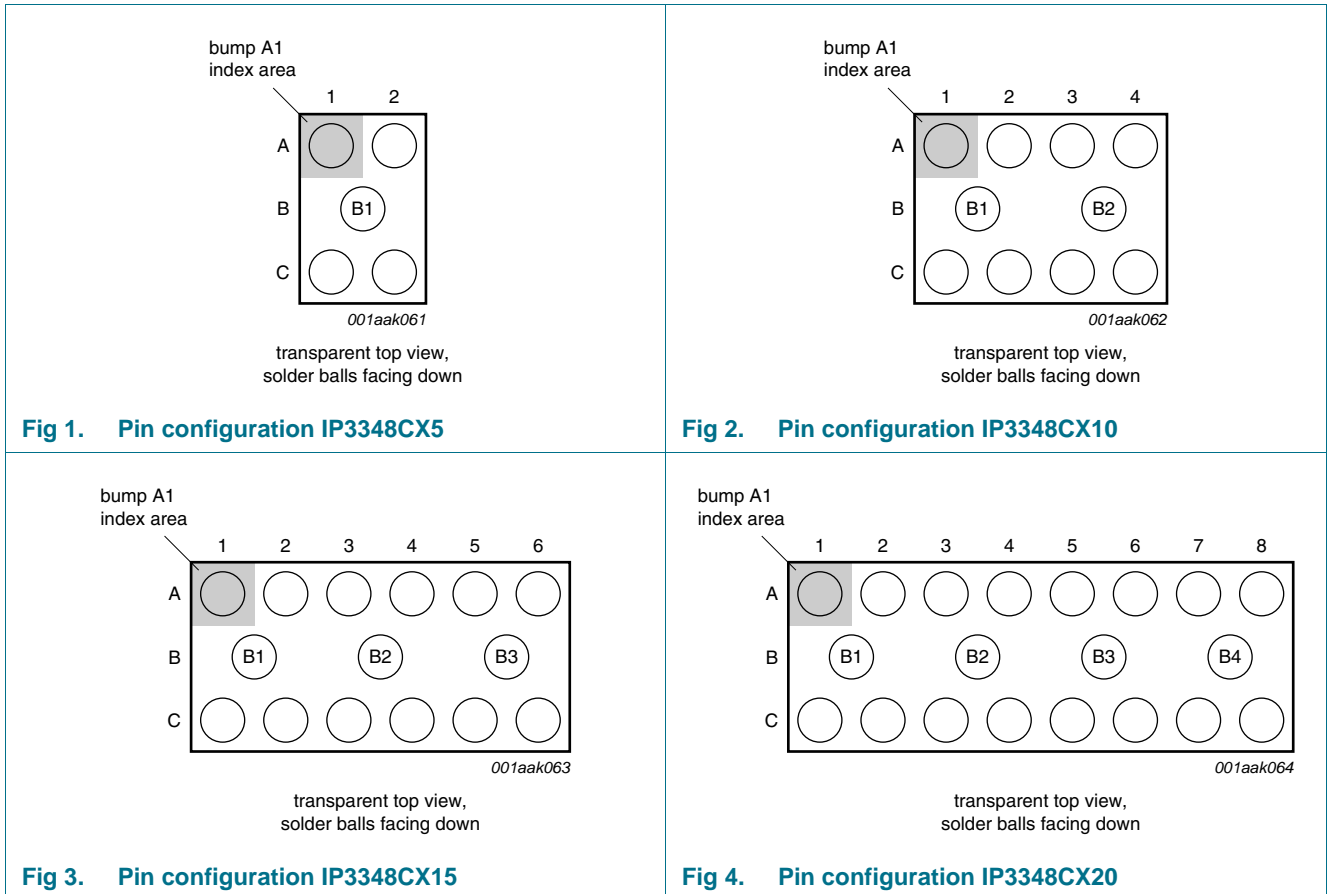 bump A1
index area
1 2
A
B B1
C
001aak061
transparent top view,
solder balls facing down
Fig 1. Pin configuration IP3348CX5
bump A1
index area
1 2 3 4
A
B B1 B2
C
001aak062
transparent top view,
solder balls facing down
Fig 2. Pin configuration IP3348CX10
bump A1
index area
1 2 3 4 5 6
A
B B1 B2 B3
C
001aak063
transparent top view,
solder balls facing down
Fig 3. Pin configuration IP3348CX15
bump A1
index area
1 2 3 4 5 6 7 8
A
B B1 B2 B3 B4
C
001aak064
transparent top view,
solder balls facing down
Fig 4. Pin configuration IP3348CX20